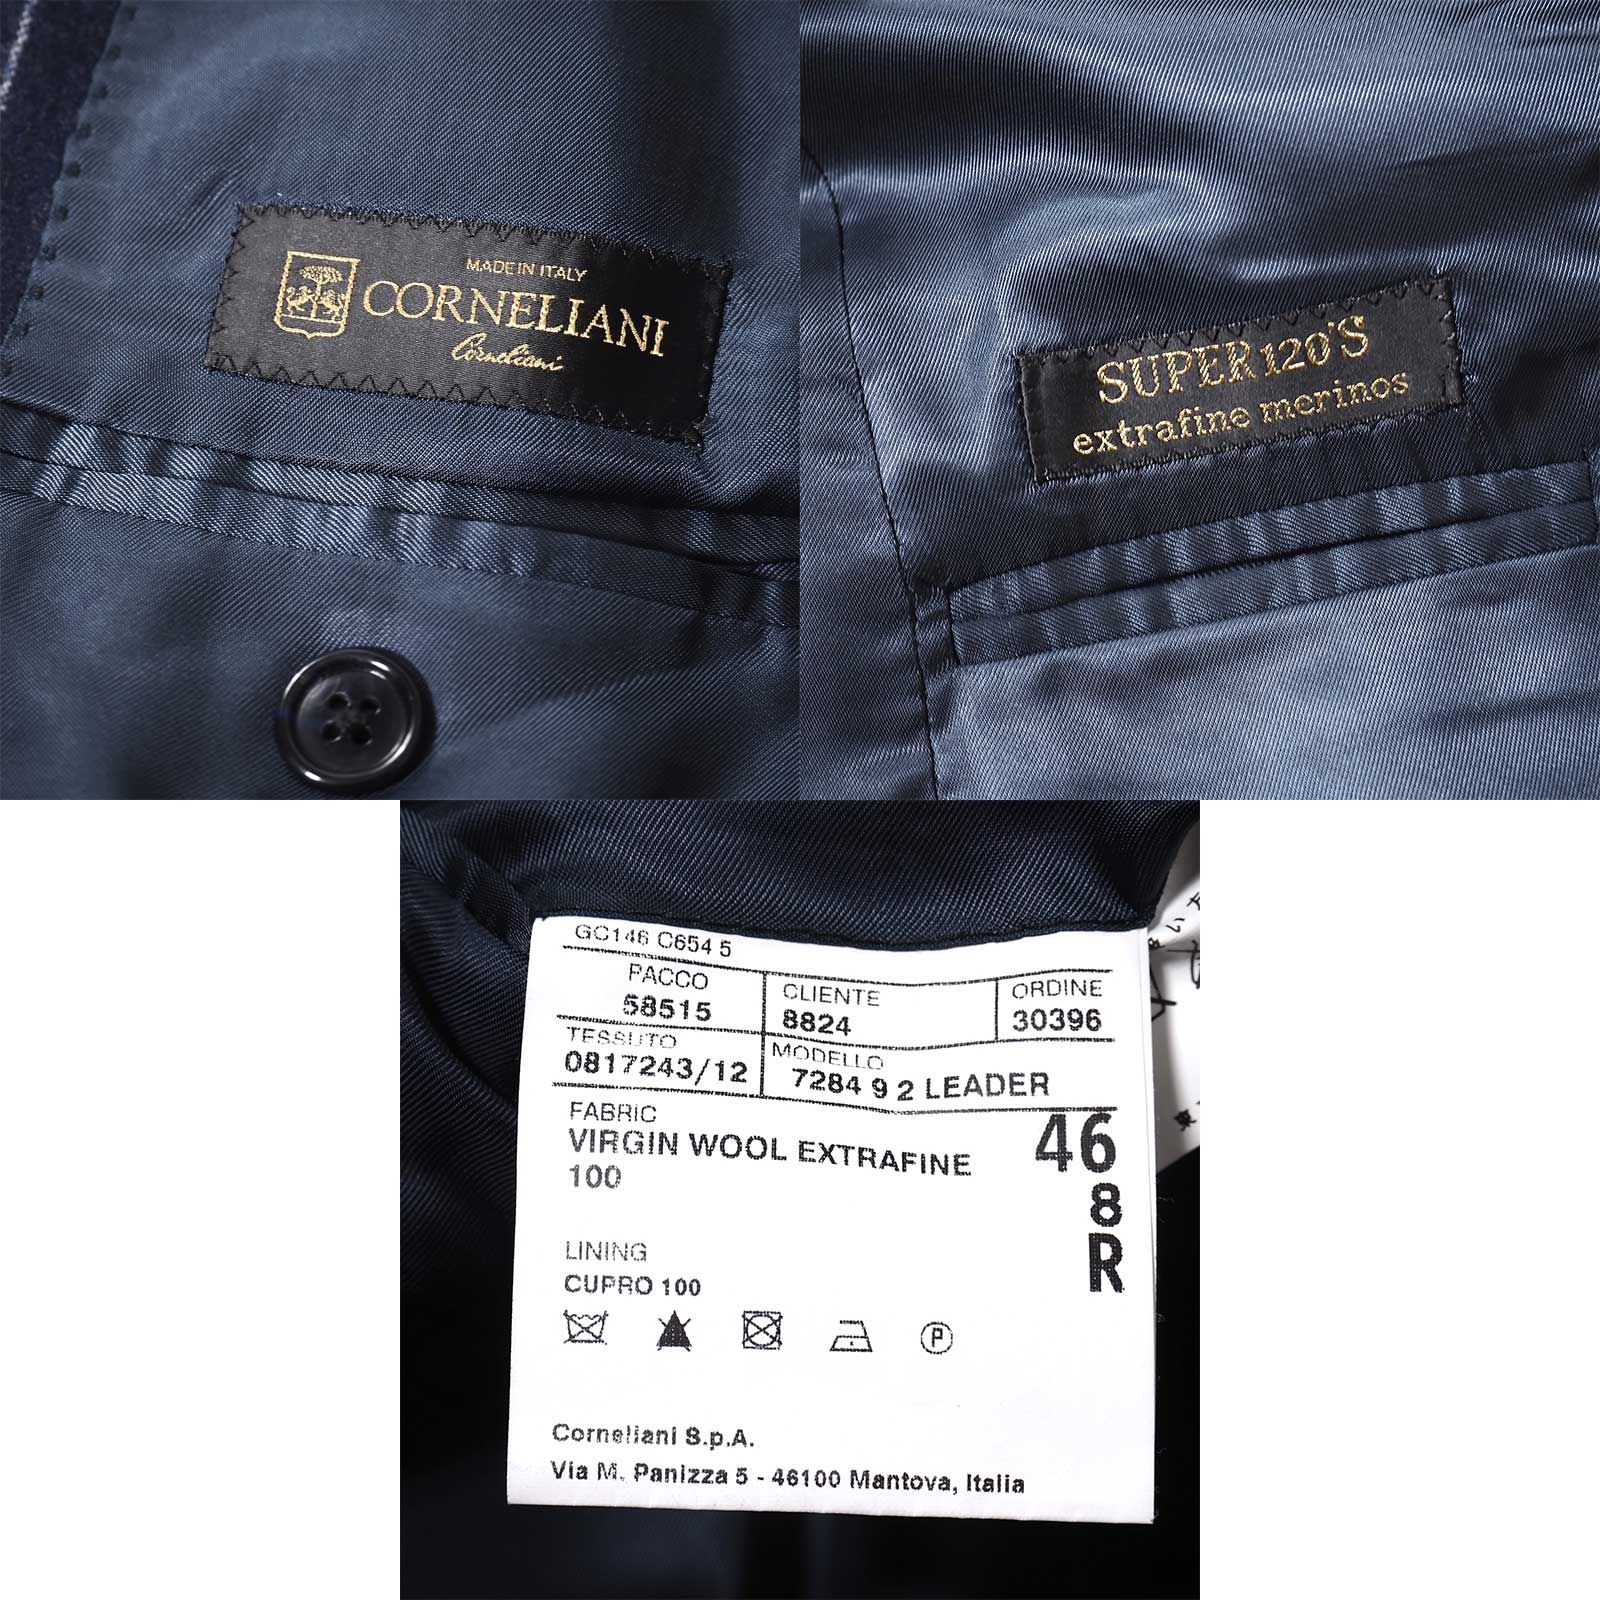 MADE IN ITALY
CORNELIANI
Corneliani
SUPER 120'S
extrafine merinos
GC146 C654 5
PACCO
58515
CLIENTE
8824
ORDINE
30396
TESSUTO
0817243/12
MODELLO
7284 9 2 LEADER
FABRIC
VIRGIN WOOL EXTRAFINE
100
46
8
R
LINING
CUPRO 100
P
Corneliani S.p.A.
Via M. Panizza 5 - 46100 Mantova, Italia